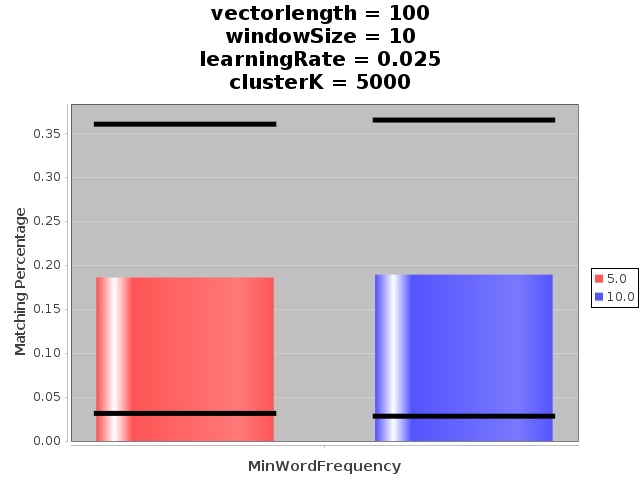 vectorlength = 100
windowSize = 10
learningRate = 0.025
clusterK = 5000
Matching Percentage
0.35
0.30
0.25
0.20
0.15
0.10
0.05
0.00
5.0
10.0
MinWordFrequency